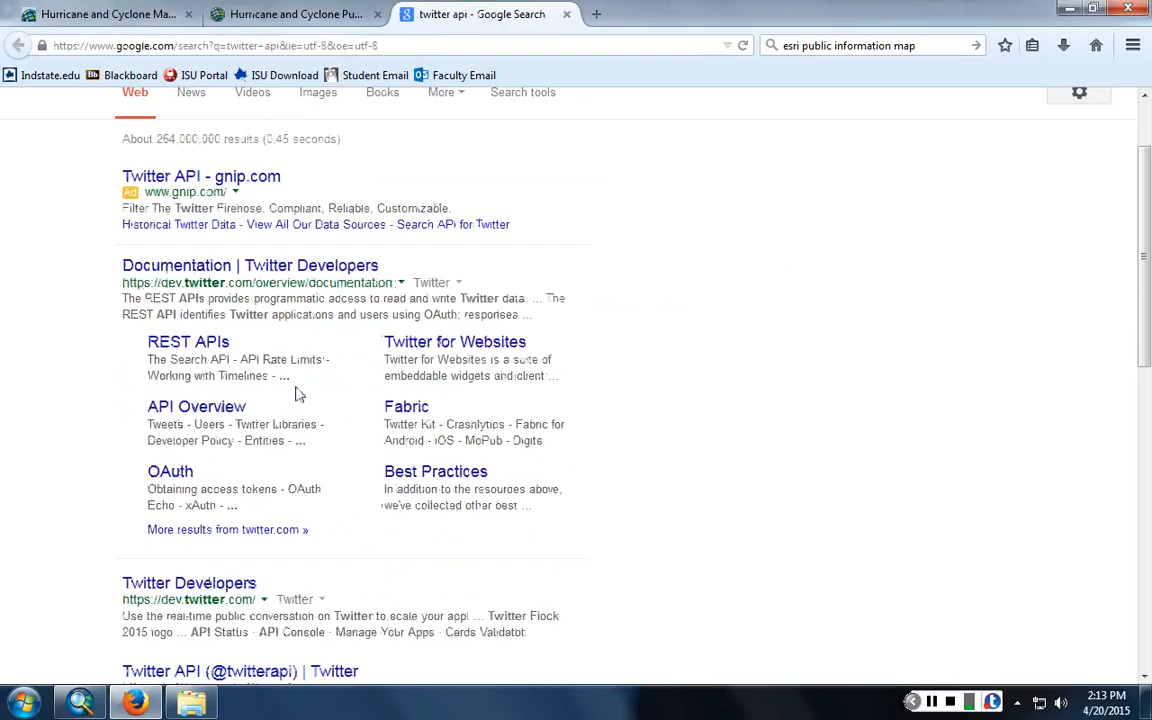 Hurricane and Cyclone Ma...
Hurricane and Cyclone Pu...
twitter api - Google Search
https://www.google.com/search?q=twitter+api&ie=utf-8&oe=utf-8
esri public information map
Indstate.edu
Bb Blackboard
ISU Portal
ISU Download
Student Email
Faculty Email
Web News Videos Images Books More Search tools
About 254,000,000 results (0.45 seconds)
Twitter API - gnip.com
Ad www.gnip.com/
Filter The Twitter Firehose. Compliant, Reliable, Customizable.
Historical Twitter Data - View All Our Data Sources - Search API for Twitter
Documentation | Twitter Developers
https://dev.twitter.com/overview/documentation Twitter
The REST APIs provides programmatic access to read and write Twitter data. ... The
REST API identifies Twitter applications and users using OAuth; responses ...
REST APIs
The Search API - API Rate Limits -
Working with Timelines - ...
Twitter for Websites
Twitter for Websites is a suite of
embeddable widgets and client ...
API Overview
Tweets - Users - Twitter Libraries -
Developer Policy - Entities - ...
Fabric
Twitter Kit - Crashlytics - Fabric for
Android - iOS - MoPub - Digits
OAuth
Obtaining access tokens - OAuth
Echo - xAuth - ...
Best Practices
In addition to the resources above,
we've collected other best ...
More results from twitter.com »
Twitter Developers
https://dev.twitter.com/ Twitter
Use the real-time public conversation on Twitter to scale your app! ... Twitter Flock
2015 logo ... API Status · API Console · Manage Your Apps · Cards Validator.
Twitter API (@twitterapi) | Twitter
2:13 PM
4/20/2015